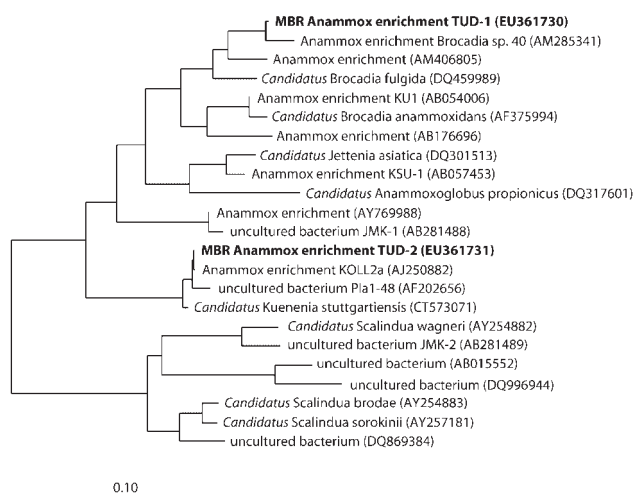 MBR Anammox enrichment TUD-1 (EU361730)
Anammox enrichment Brocadia sp. 40 (AM285341)
Anammox enrichment (AM406805)
Candidatus Brocadia fulgida (DQ459989)
Anammox enrichment KU1 (AB054006)
Candidatus Brocadia anammoxidans (AF375994)
Anammox enrichment (AB176696)
Candidatus Jettenia asiatica (DQ301513)
Anammox enrichment KSU-1 (AB057453)
Candidatus Anammoxoglobus propionicus (DQ317601)
Anammox enrichment (AY769988)
uncultured bacterium JMK-1 (AB281488)
MBR Anammox enrichment TUD-2 (EU361731)
Anammox enrichment KOLL2a (AJ250882)
uncultured bacterium Pla1-48 (AF202656)
Candidatus Kuenenia stuttgartiensis (CT573071)
Candidatus Scalindua wagneri (AY254882)
uncultured bacterium JMK-2 (AB281489)
uncultured bacterium (AB015552)
uncultured bacterium (DQ996944)
Candidatus Scalindua brodae (AY254883)
Candidatus Scalindua sorokinii (AY257181)
uncultured bacterium (DQ869384)
0.10